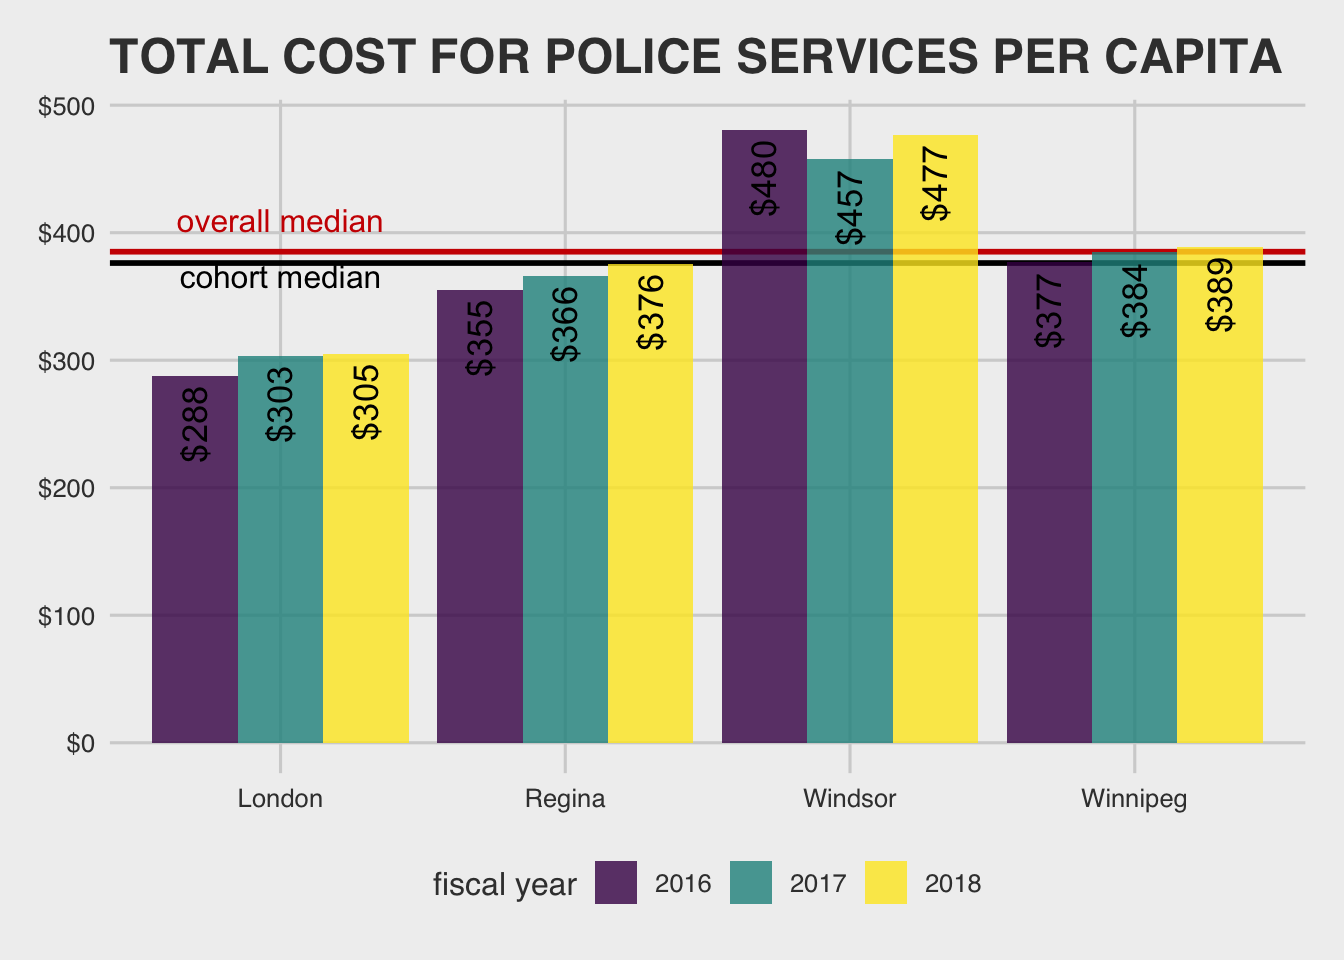 TOTAL COST FOR POLICE SERVICES PER CAPITA
$500
$400
$300
$200
$100
$0
overall median
cohort median
$288
$303
$305
$355
$366
$376
$480
$457
$477
$377
$384
$389
London
Regina
Windsor
Winnipeg
fiscal year 2016 2017 2018